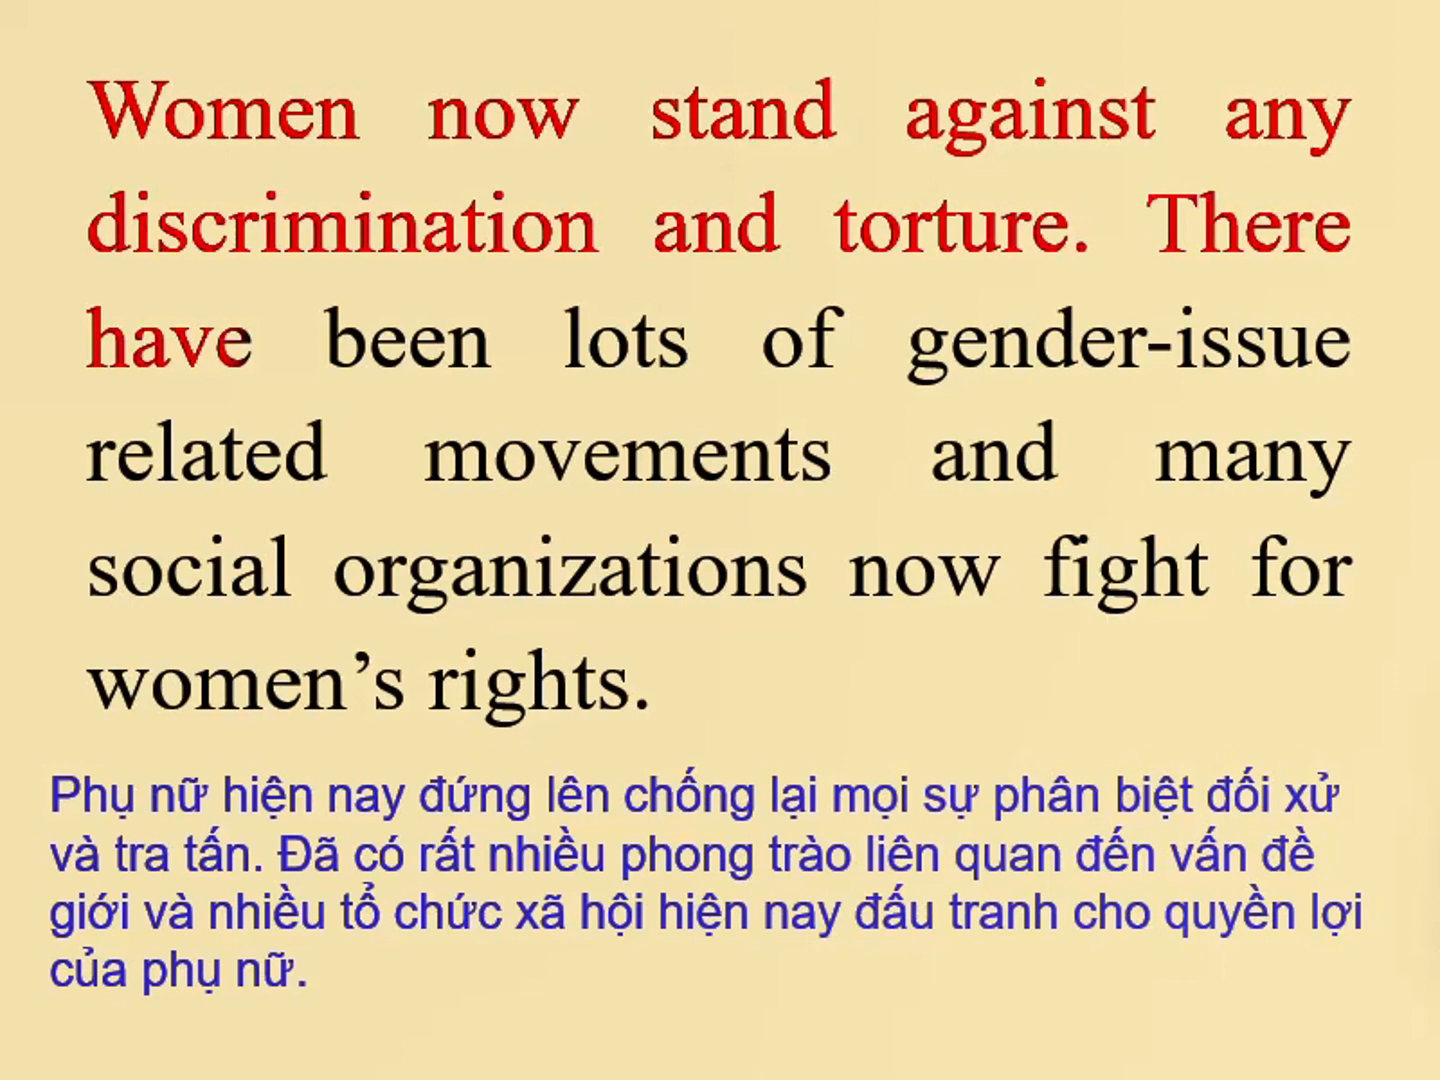 Women now stand against any
discrimination and torture. There
have been lots of gender-issue
related movements and many
social organizations now fight for
women’s rights.
Phụ nữ hiện nay đứng lên chống lại mọi sự phân biệt đối xử
và tra tấn. Đã có rất nhiều phong trào liên quan đến vấn đề
giới và nhiều tổ chức xã hội hiện nay đấu tranh cho quyền lợi
của phụ nữ.